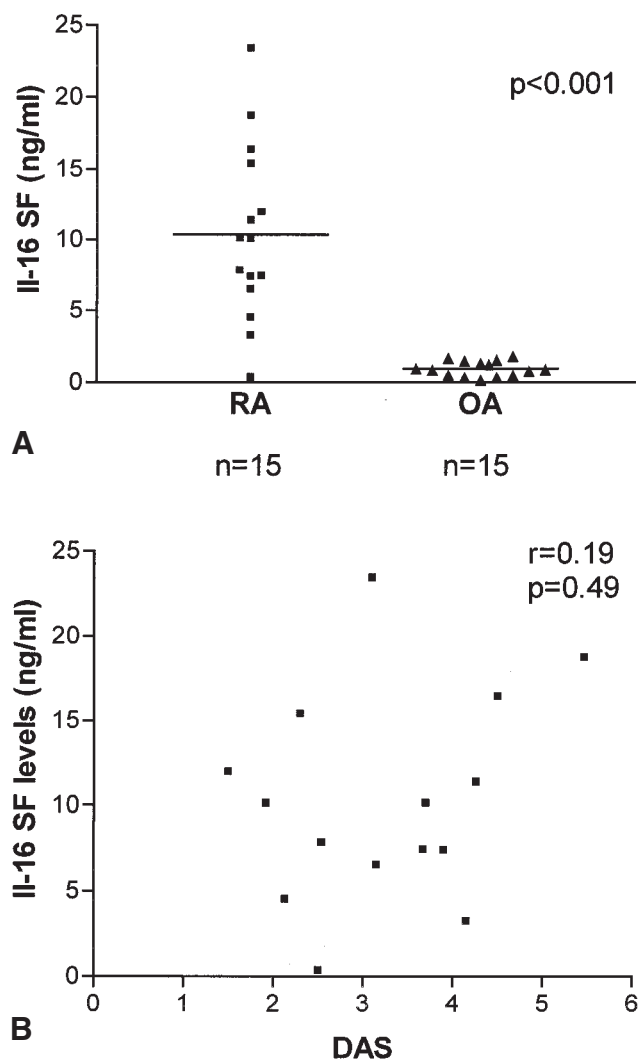 25
20
15
10
5
0
Il-16 SF (ng/ml)
p<0.001
RA OA
A
n=15 n=15
25
20
15
10
5
0
Il-16 SF levels (ng/ml)
r=0.19
p=0.49
0 1 2 3 4 5 6
B
DAS